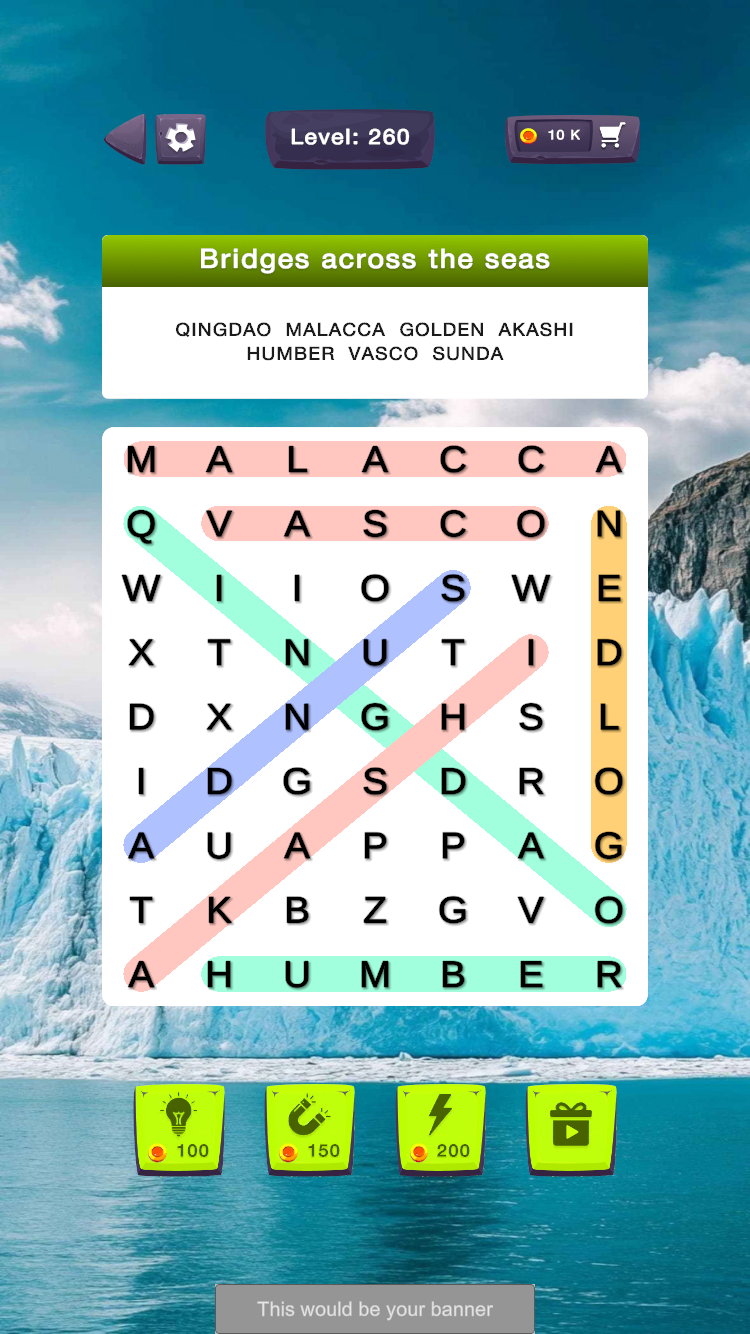 Level: 260
10 K
Bridges across the seas
QINGDAO MALACCA GOLDEN AKASHI
HUMBER VASCO SUNDA
M A L A C C A
Q V A S C O N
W I I O S W E
X T N U T I D
D X N G H S L
I D G S D R O
A U A P P A G
T K B Z G V O
A H U M B E R
100
150
200
This would be your banner